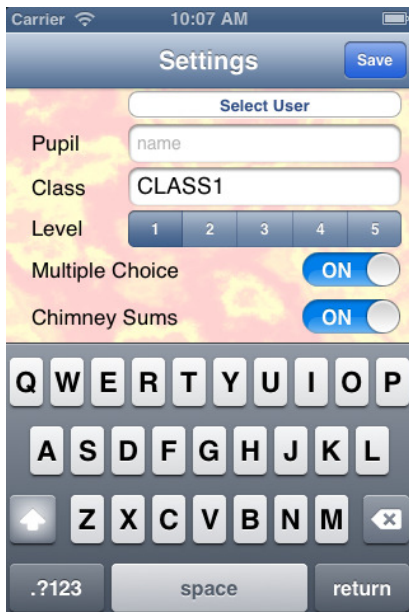 Carrier 10:07 AM
Settings Save
Select User
Pupil name
Class CLASS1
Level 1 2 3 4 5
Multiple Choice ON
Chimney Sums ON
Q W E R T Y U I O P
A S D F G H J K L
Z X C V B N M
.?123 space return